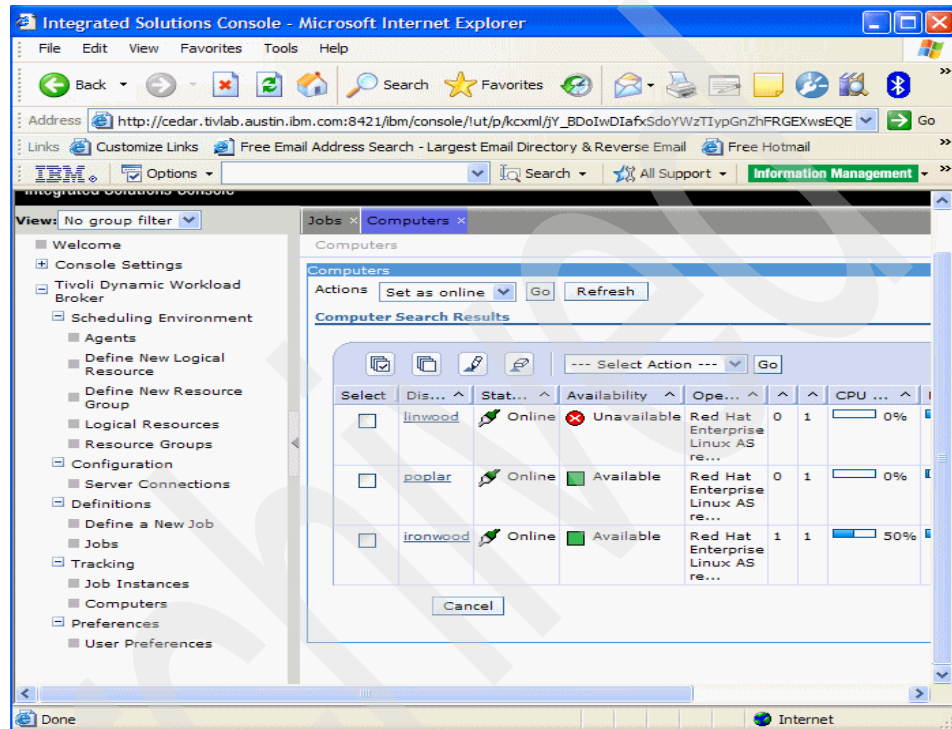 Integrated Solutions Console - Microsoft Internet Explorer
File Edit View Favorites Tools Help
Back Search Favorites
Address http://cedar.tivlab.austin.ibm.com:8421/ibm/console/!ut/p/kcxml/jY_BDoIwDIafxSdoYWzTIypGnZhFRGEXwsEQE Go
Links Customize Links Free Email Address Search - Largest Email Directory & Reverse Email Free Hotmail
IBM Options Search All Support Information Management
Integrated Solutions Console
View: No group filter
Jobs × Computers ×
Welcome
Console Settings
Tivoli Dynamic Workload
Broker
Scheduling Environment
Agents
Define New Logical
Resource
Define New Resource
Group
Logical Resources
Resource Groups
Configuration
Server Connections
Definitions
Define a New Job
Jobs
Tracking
Job Instances
Computers
Preferences
User Preferences
Computers
Computers
Actions Set as online Go Refresh
Computer Search Results
--- Select Action --- Go
Select Dis... ^ Stat... ^ Availability ^ Ope... ^ ^ ^ CPU ... ^
linwood Online Unavailable Red Hat Enterprise Linux AS re... 0 1 0%
poplar Online Available Red Hat Enterprise Linux AS re... 0 1 0%
ironwood Online Available Red Hat Enterprise Linux AS re... 1 1 50%
Cancel
Done Internet